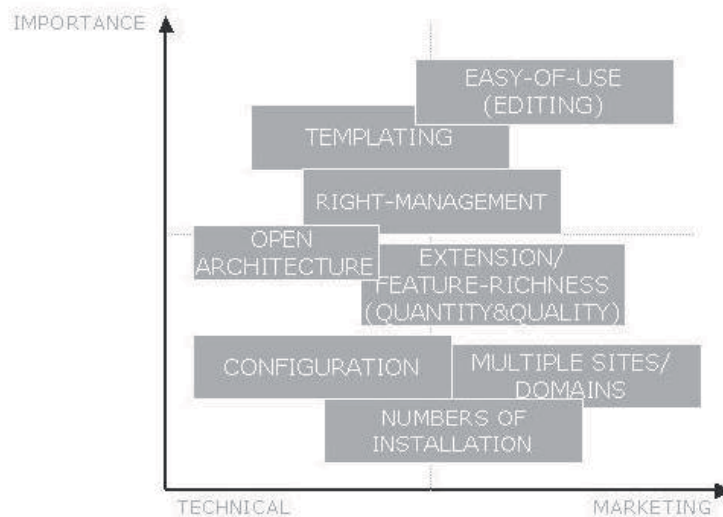 IMPORTANCE
EASY-OF-USE
(EDITING)
TEMPLATING
RIGHT-MANAGEMENT
OPEN
ARCHITECTURE
EXTENSION/
FEATURE-RICHNESS
(QUANTITY&QUALITY)
CONFIGURATION
MULTIPLE SITES/
DOMAINS
NUMBERS OF
INSTALLATION
TECHNICAL
MARKETING